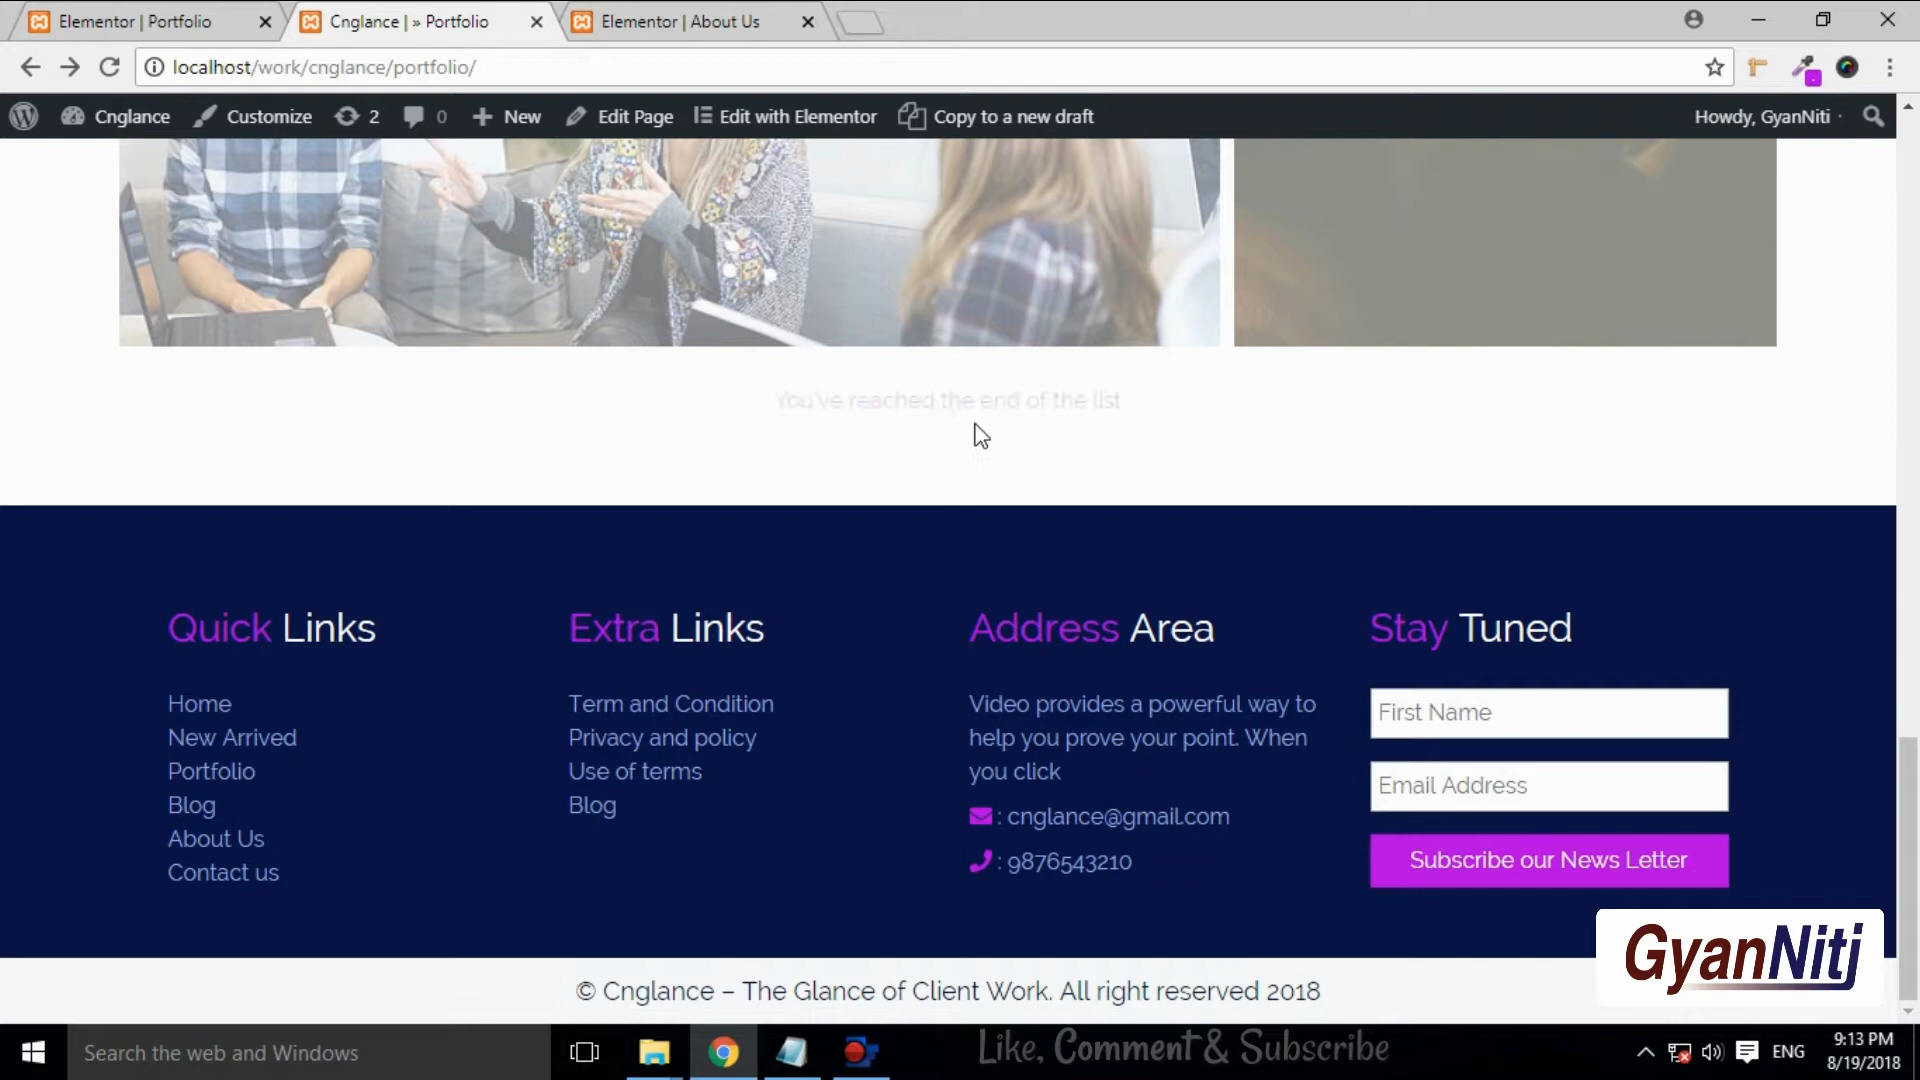 Elementor | Portfolio
Cnglance | » Portfolio
Elementor | About Us
localhost/work/cnglance/portfolio/
Cnglance
Customize
2
0
New
Edit Page
Edit with Elementor
Copy to a new draft
Howdy, GyanNiti
You've reached the end of the list
Quick Links
Home
New Arrived
Portfolio
Blog
About Us
Contact us
Extra Links
Term and Condition
Privacy and policy
Use of terms
Blog
Address Area
Video provides a powerful way to
help you prove your point. When
you click
: cnglance@gmail.com
: 9876543210
Stay Tuned
First Name
Email Address
Subscribe our News Letter
GyanNiti
© Cnglance – The Glance of Client Work. All right reserved 2018
Search the web and Windows
Like, Comment & Subscribe
ENG
9:13 PM
8/19/2018